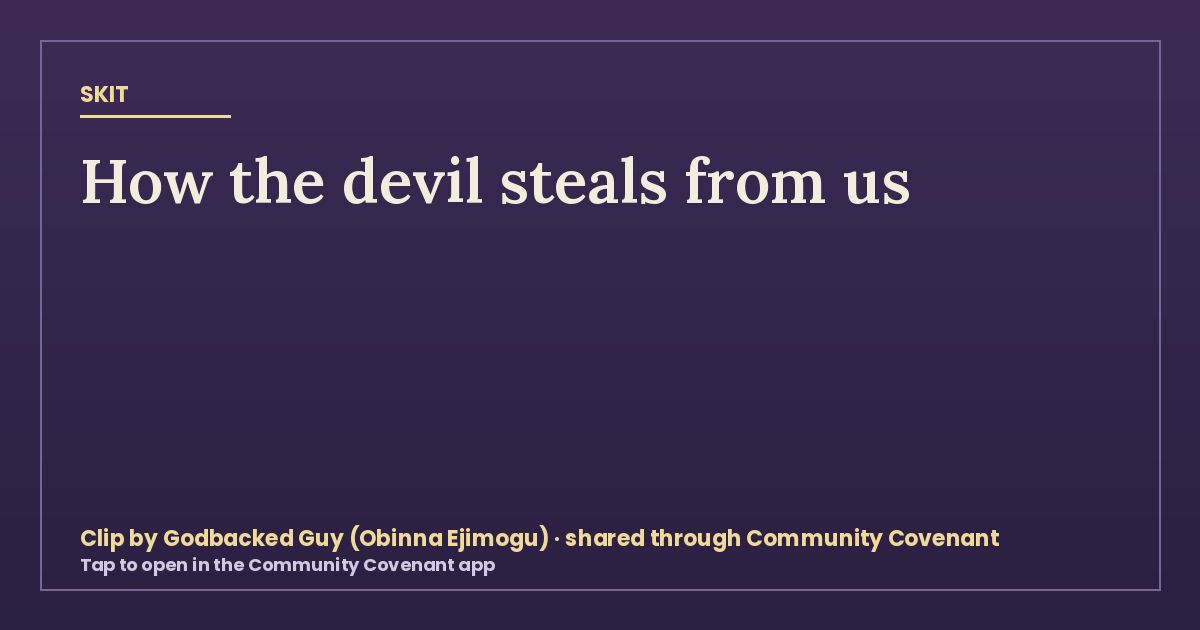 SKIT
How the devil steals from us
Clip by Godbacked Guy (Obinna Ejimogu) · shared through Community Covenant
Tap to open in the Community Covenant app